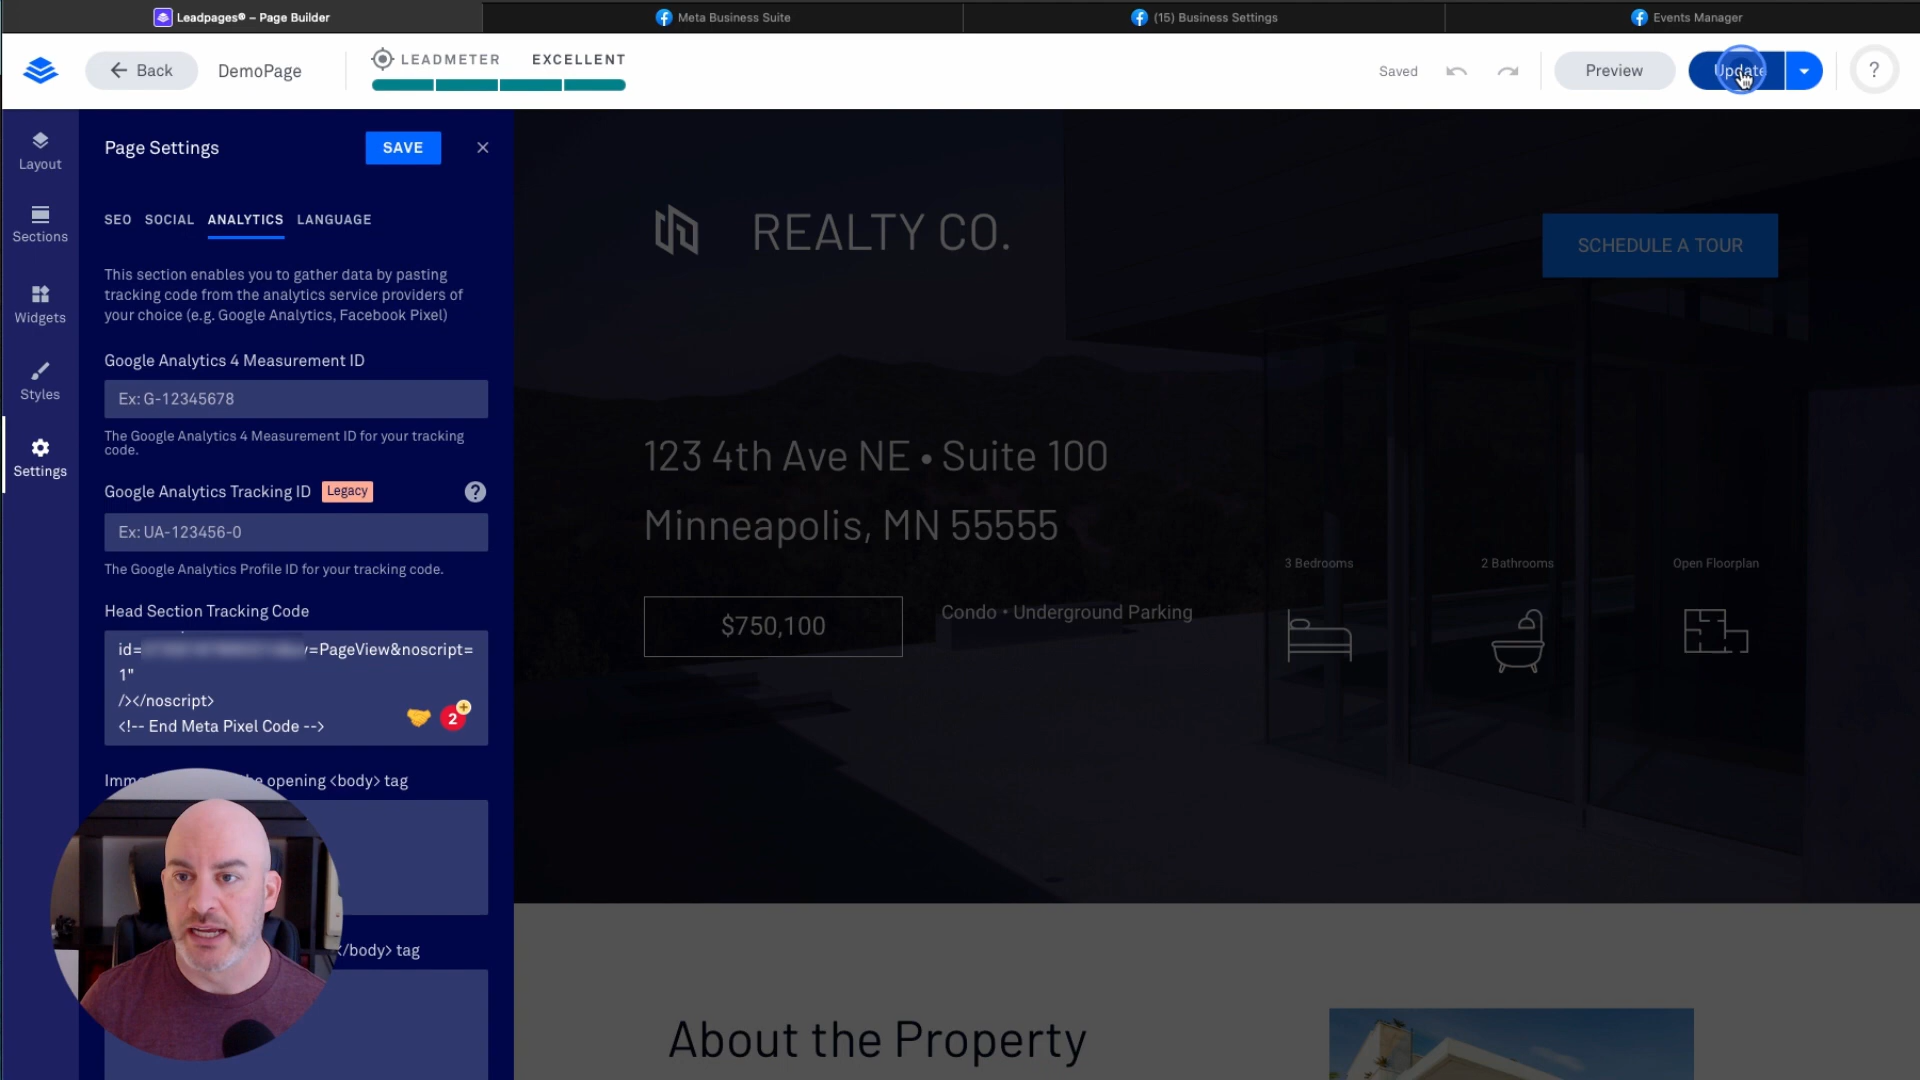 Leadpages® – Page Builder
Meta Business Suite
(15) Business Settings
Events Manager
Back
DemoPage
LEADMETER
EXCELLENT
Saved
Preview
Update
?
Layout
Sections
Widgets
Styles
Settings
Page Settings
SAVE
SEO
SOCIAL
ANALYTICS
LANGUAGE
This section enables you to gather data by pasting
tracking code from the analytics service providers of
your choice (e.g. Google Analytics, Facebook Pixel)
Google Analytics 4 Measurement ID
Ex: G-12345678
The Google Analytics 4 Measurement ID for your tracking
code.
Google Analytics Tracking ID
Legacy
?
Ex: UA-123456-0
The Google Analytics Profile ID for your tracking code.
Head Section Tracking Code
id=
=PageView&noscript=
1"
/></noscript>
<!-- End Meta Pixel Code -->
2
opening <body> tag
</body> tag
REALTY CO.
SCHEDULE A TOUR
123 4th Ave NE • Suite 100
Minneapolis, MN 55555
$750,100
Condo • Underground Parking
3 Bedrooms
2 Bathrooms
Open Floorplan
About the Property